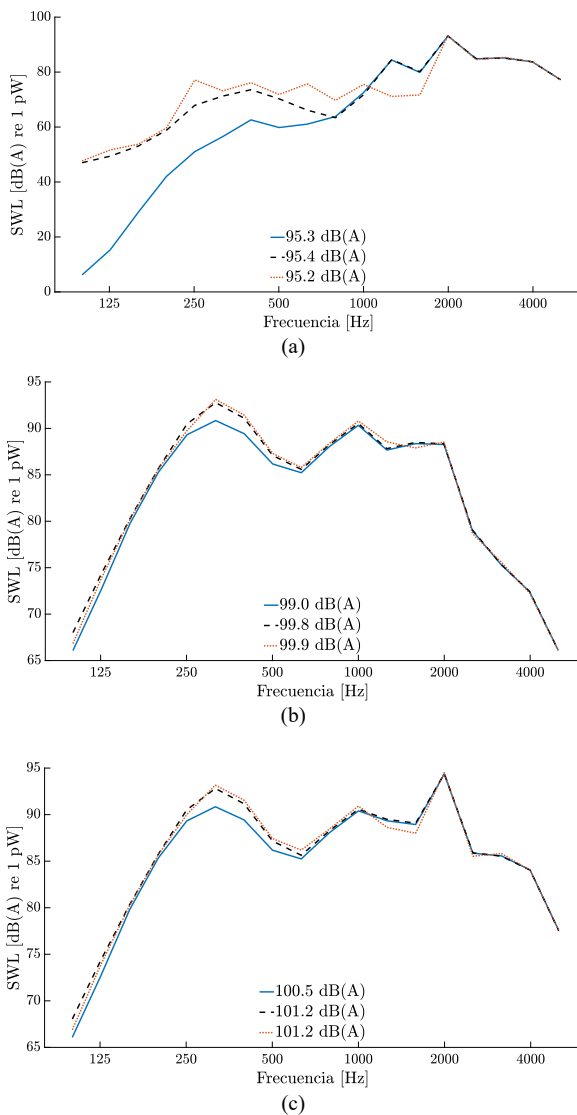 100
80
60
40
20
0
SWL [dB(A) re 1 pW]
95.3 dB(A)
95.4 dB(A)
95.2 dB(A)
125 250 500 1000 2000 4000
Frecuencia [Hz]
(a)
95
90
85
80
75
70
65
SWL [dB(A) re 1 pW]
99.0 dB(A)
99.8 dB(A)
99.9 dB(A)
125 250 500 1000 2000 4000
Frecuencia [Hz]
(b)
95
90
85
80
75
70
65
SWL [dB(A) re 1 pW]
100.5 dB(A)
101.2 dB(A)
101.2 dB(A)
125 250 500 1000 2000 4000
Frecuencia [Hz]
(c)